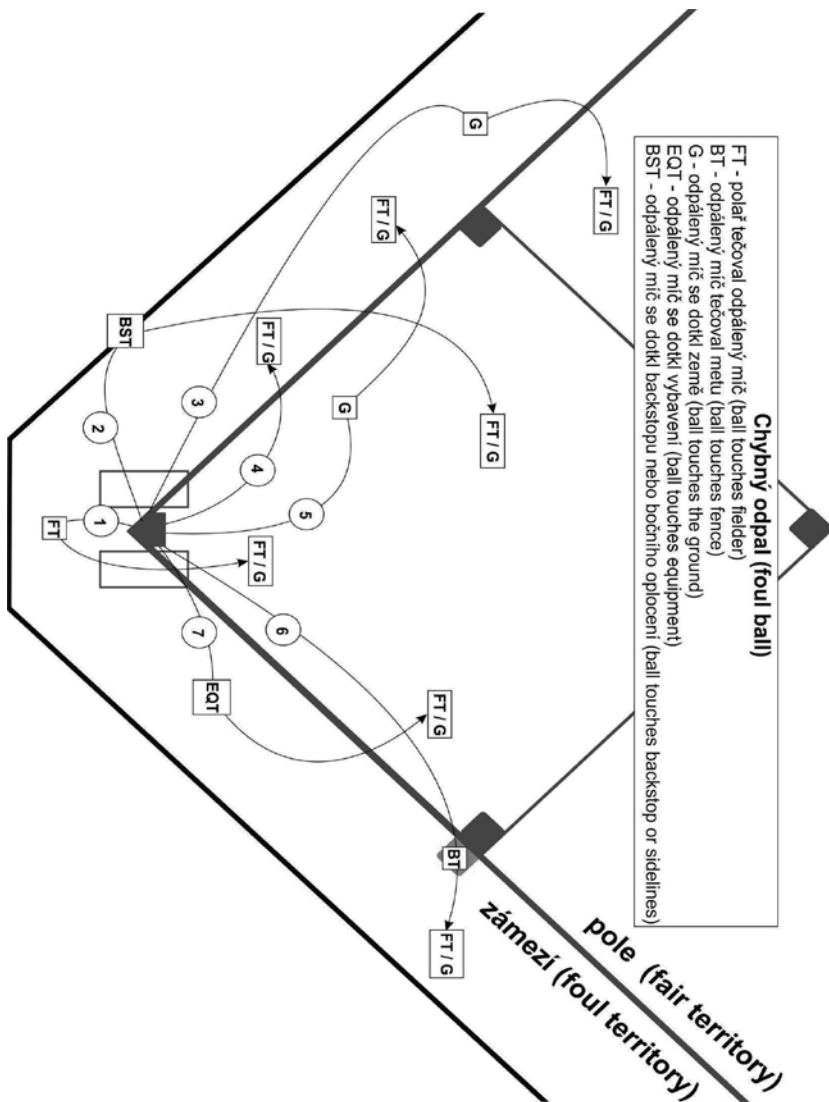 Chybný odpal (foul ball)
FT - polař tečoval odpálený míč (ball touches fielder)
BT - odpálený míč tečoval metu (ball touches fence)
G - odpálený míč se dotkl země (ball touches the ground)
EQT - odpálený míč se dotkl vybavení (ball touches equipment)
BST - odpálený míč se dotkl backstopu nebo bočního oplocení (ball touches backstop or sidelines)
pole (fair territory)
zámezí (foul territory)
FT / G
FT / G
G
BT
FT / G
FT / G
FT / G
G
5
6
FT / G
FT / G
4
EQT
3
7
BST
2
1
FT